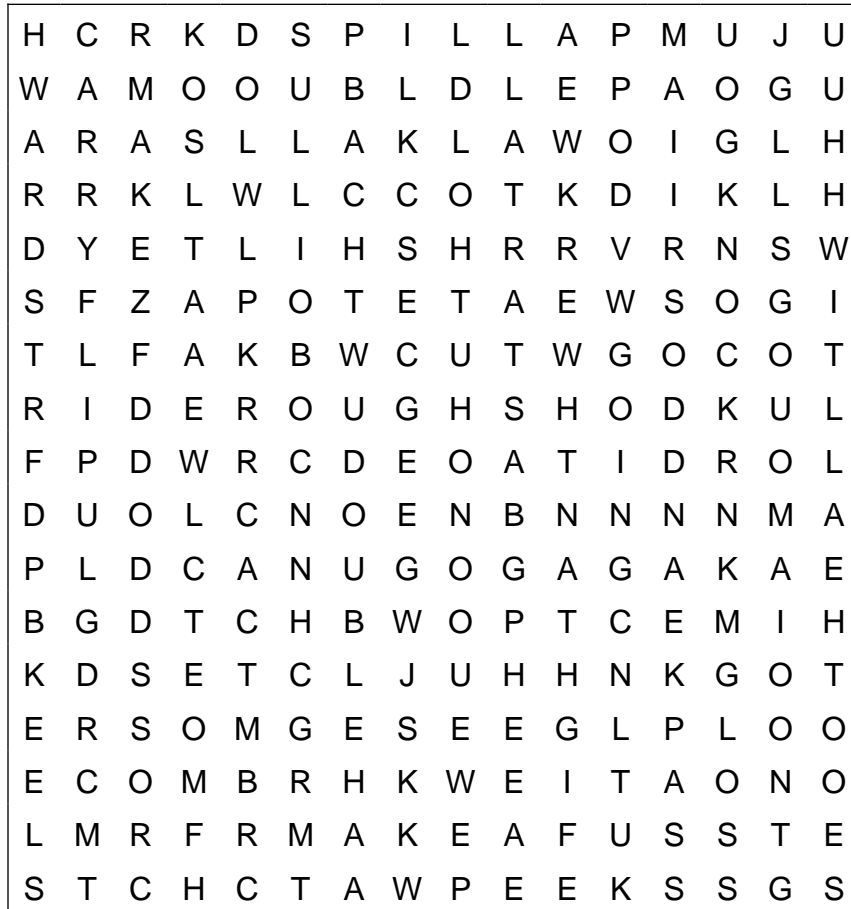 H C R K D S P I L L A P M U J U
W A M O O U B L D L E P A O G U
A R A S L L A K L A W O I G L H
R R K L W L C C O T K D I K L H
D Y E T L I H S H R R V R N S W
S F Z A P O T E T A E W S O G I
T L F A K B W C U T W G O C O T
R I D E R O U G H S H O D K U L
F P D W R C D E O A T I D R O L
D U O L C N O E N B N N N N M A
P L D C A N U G O G A G A K A E
B G D T C H B W O P T C E M I H
K D S E T C L J U H H N K G O T
E R S O M G E S E E G L P L O O
E C O M B R H K W E I T A O N O
L M R F R M A K E A F U S S T E
S T C H C T A W P E E K S S G S